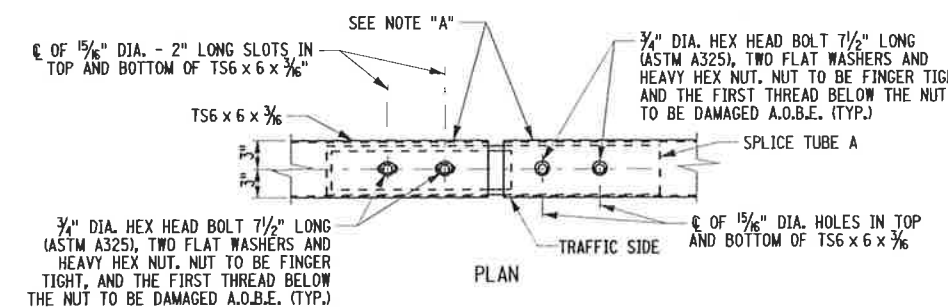 SEE NOTE "A"
℄ OF 15/16" DIA. - 2" LONG SLOTS IN
TOP AND BOTTOM OF TS6 x 6 x 3/16"
TS6 x 6 x 3/16
3/4" DIA. HEX HEAD BOLT 7 1/2" LONG
(ASTM A325), TWO FLAT WASHERS AND
HEAVY HEX NUT. NUT TO BE FINGER
AND THE FIRST THREAD BELOW THE NUT
TO BE DAMAGED A.O.B.E. (TYP.)
SPLICE TUBE A
3"
3"
3/4" DIA. HEX HEAD BOLT 7 1/2" LONG
(ASTM A325), TWO FLAT WASHERS AND
HEAVY HEX NUT. NUT TO BE FINGER
TIGHT, AND THE FIRST THREAD BELOW
THE NUT TO BE DAMAGED A.O.B.E. (TYP.)
TRAFFIC SIDE
℄ OF 15/16" DIA. HOLES IN TOP
AND BOTTOM OF TS6 x 6 x 3/16
PLAN